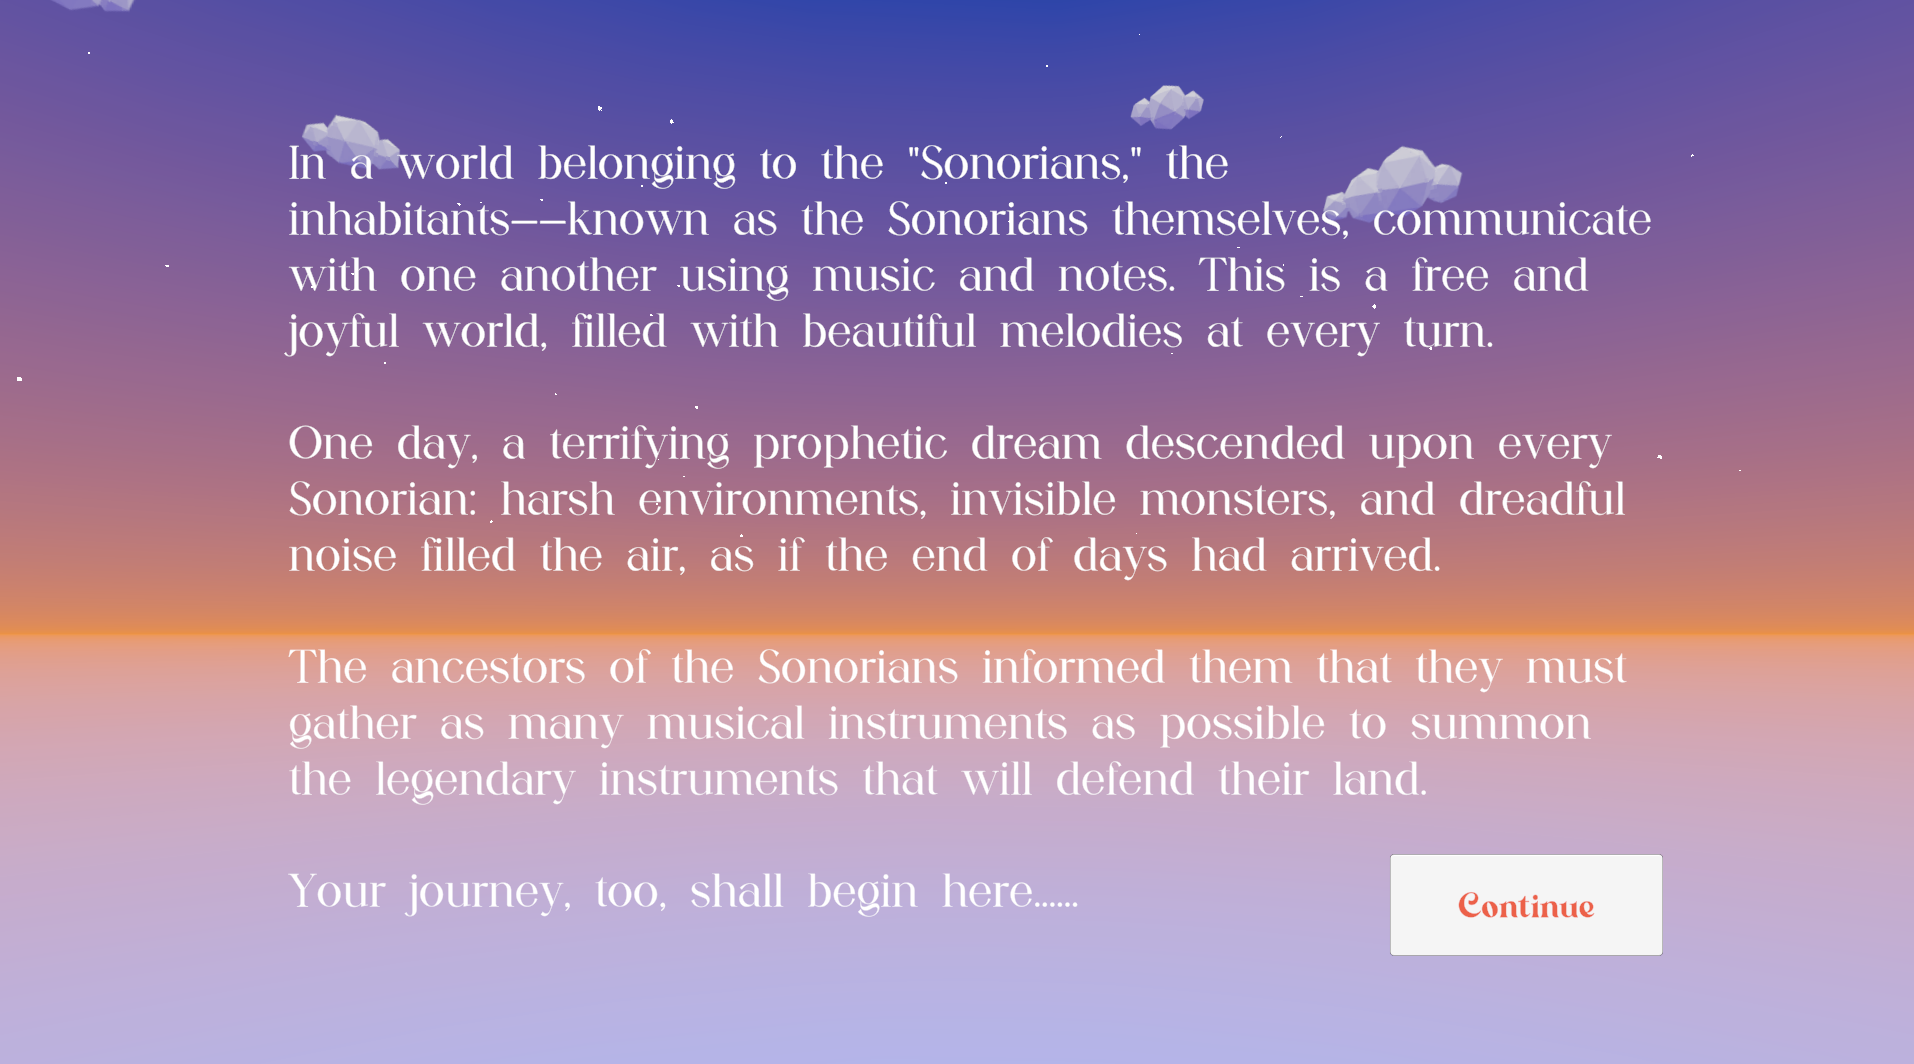 In a world belonging to the "Sonorians," the
inhabitants——known as the Sonorians themselves, communicate
with one another using music and notes. This is a free and
joyful world, filled with beautiful melodies at every turn.
One day, a terrifying prophetic dream descended upon every
Sonorian: harsh environments, invisible monsters, and dreadful
noise filled the air, as if the end of days had arrived.
The ancestors of the Sonorians informed them that they must
gather as many musical instruments as possible to summon
the legendary instruments that will defend their land.
Your journey, too, shall begin here......
Continue